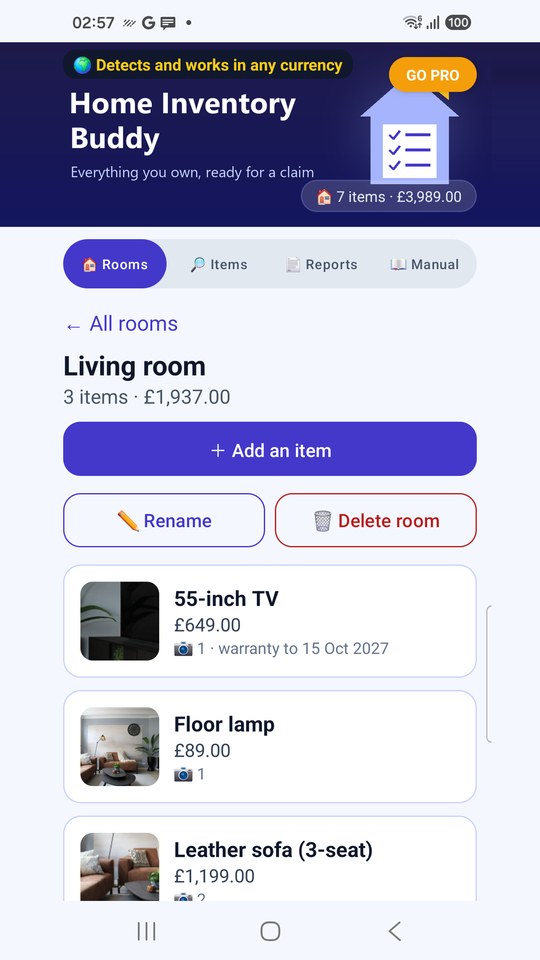 02:57
100
🌍 Detects and works in any currency
GO PRO
Home Inventory
Buddy
Everything you own, ready for a claim
🏠 7 items · £3,989.00
🏠 Rooms
🔎 Items
📄 Reports
📖 Manual
← All rooms
Living room
3 items · £1,937.00
+ Add an item
✏️ Rename
🗑️ Delete room
55-inch TV
£649.00
📷 1 · warranty to 15 Oct 2027
Floor lamp
£89.00
📷 1
Leather sofa (3-seat)
£1,199.00
📷 2